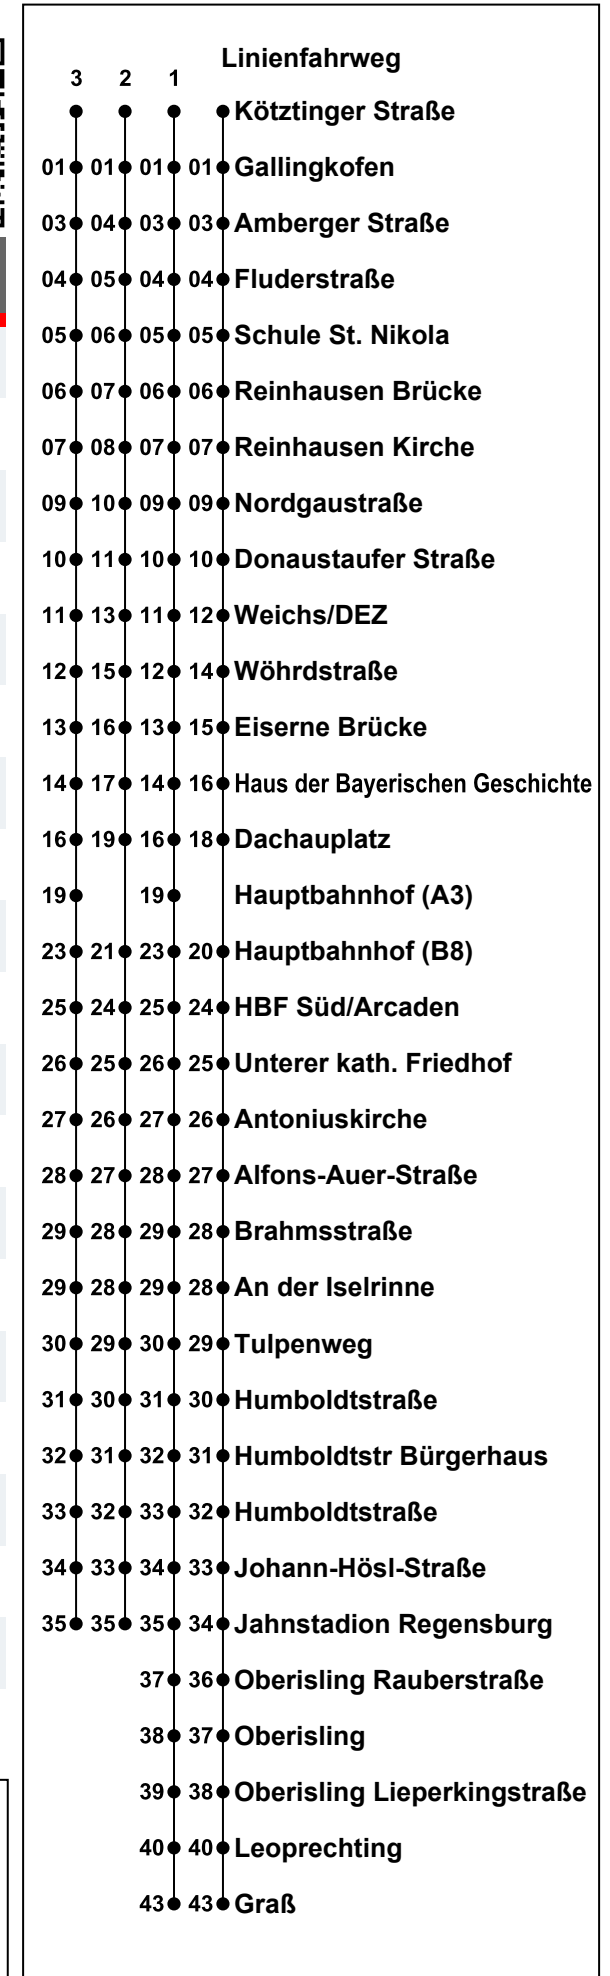 Linienfahrweg
3 2 1
Kötztinger Straße
01 01 01 01 Gallingkofen
03 04 03 03 Amberger Straße
04 05 04 04 Fluderstraße
05 06 05 05 Schule St. Nikola
06 07 06 06 Reinhausen Brücke
07 08 07 07 Reinhausen Kirche
09 10 09 09 Nordgaustraße
10 11 10 10 Donaustaufer Straße
11 13 11 12 Weichs/DEZ
12 15 12 14 Wöhrdstraße
13 16 13 15 Eiserne Brücke
14 17 14 16 Haus der Bayerischen Geschichte
16 19 16 18 Dachauplatz
19 19 Hauptbahnhof (A3)
23 21 23 20 Hauptbahnhof (B8)
25 24 25 24 HBF Süd/Arcaden
26 25 26 25 Unterer kath. Friedhof
27 26 27 26 Antoniuskirche
28 27 28 27 Alfons-Auer-Straße
29 28 29 28 Brahmsstraße
29 28 29 28 An der Iselrinne
30 29 30 29 Tulpenweg
31 30 31 30 Humboldtstraße
32 31 32 31 Humboldtstr Bürgerhaus
33 32 33 32 Humboldtstraße
34 33 34 33 Johann-Hösl-Straße
35 35 35 34 Jahnstadion Regensburg
37 36 Oberisling Rauberstraße
38 37 Oberisling
39 38 Oberisling Lieperkingstraße
40 40 Leoprechting
43 43 Graß